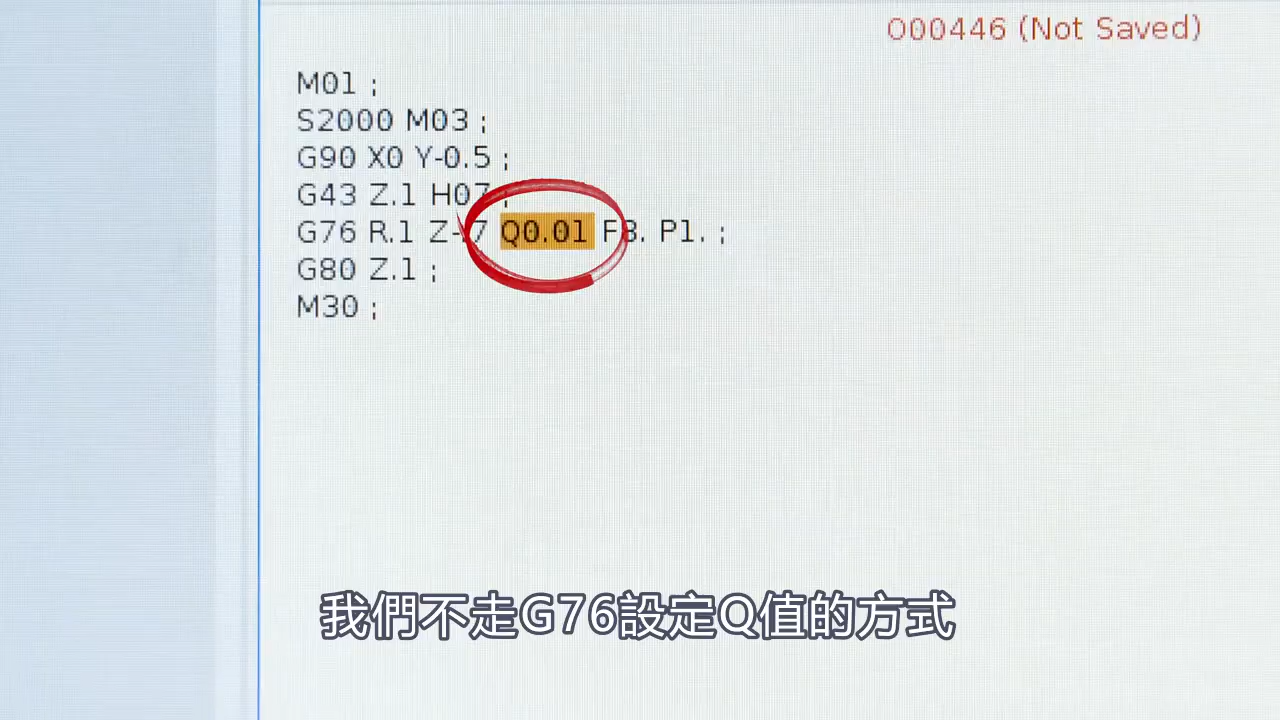 O00446 (Not Saved)
M01 ;
S2000 M03 ;
G90 X0 Y-0.5 ;
G43 Z.1 H07 ;
G76 R.1 Z-.7 Q0.01 F3. P1. ;
G80 Z.1 ;
M30 ;
我們不走G76設定Q值的方式